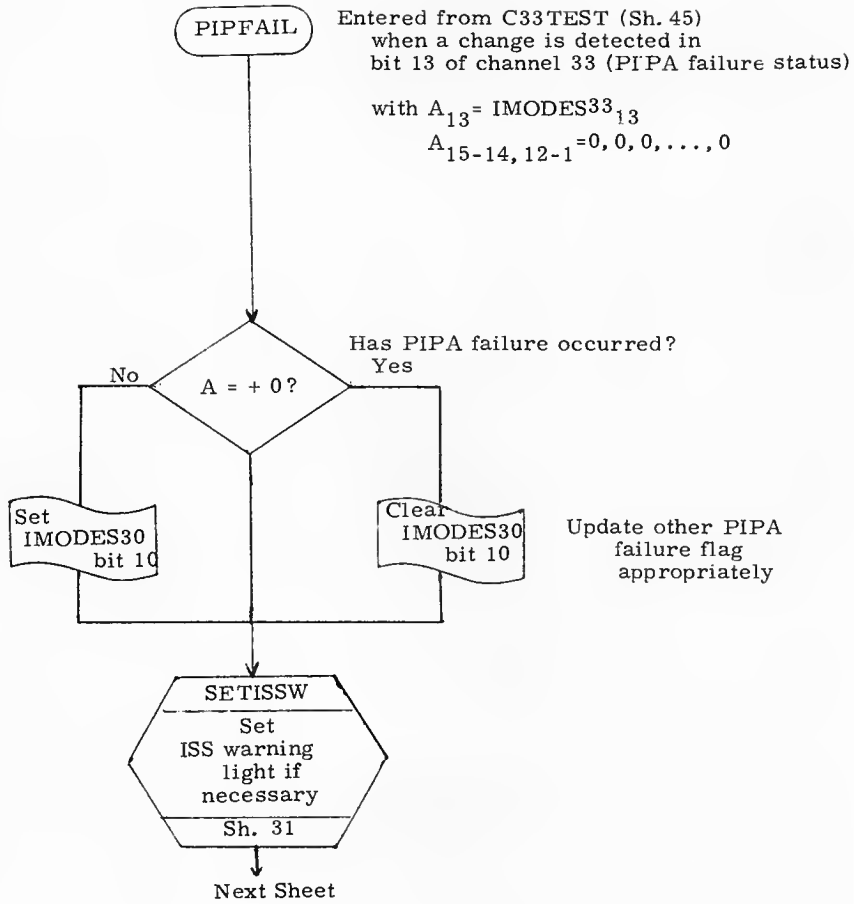 PIPFAIL
Entered from C33TEST (Sh. 45)
when a change is detected in
bit 13 of channel 33 (PIPA failure status)
with A13 = IMODES33 13
A15-14, 12-1 =0, 0, 0, . . . . , 0
Has PIPA failure occurred?
No
A = + 0?
Yes
Set
IMODES30
bit 10
Clear
IMODES30
bit 10
Update other PIPA
failure flag
appropriately
SETISSW
Set
ISS warning
light if
necessary
Sh. 31
Next Sheet